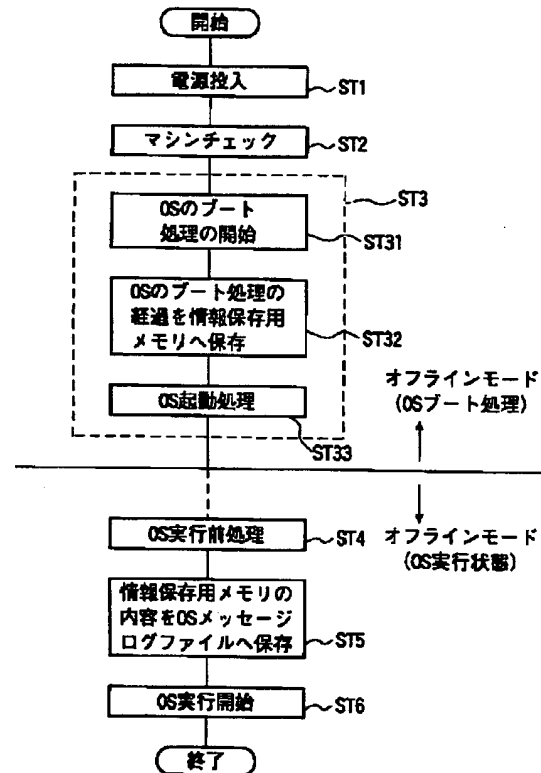 開始
電源投入
ST1
マシンチェック
ST2
ST3
OSのブート
処理の開始
ST31
OSのブート処理の
経過を情報保存用
メモリへ保存
ST32
OS起動処理
ST33
オフラインモード
(OSブート処理)
OS実行前処理
ST4
オフラインモード
(OS実行状態)
情報保存用メモリの
内容をOSメッセージ
ログファイルへ保存
ST5
OS実行開始
ST6
終了